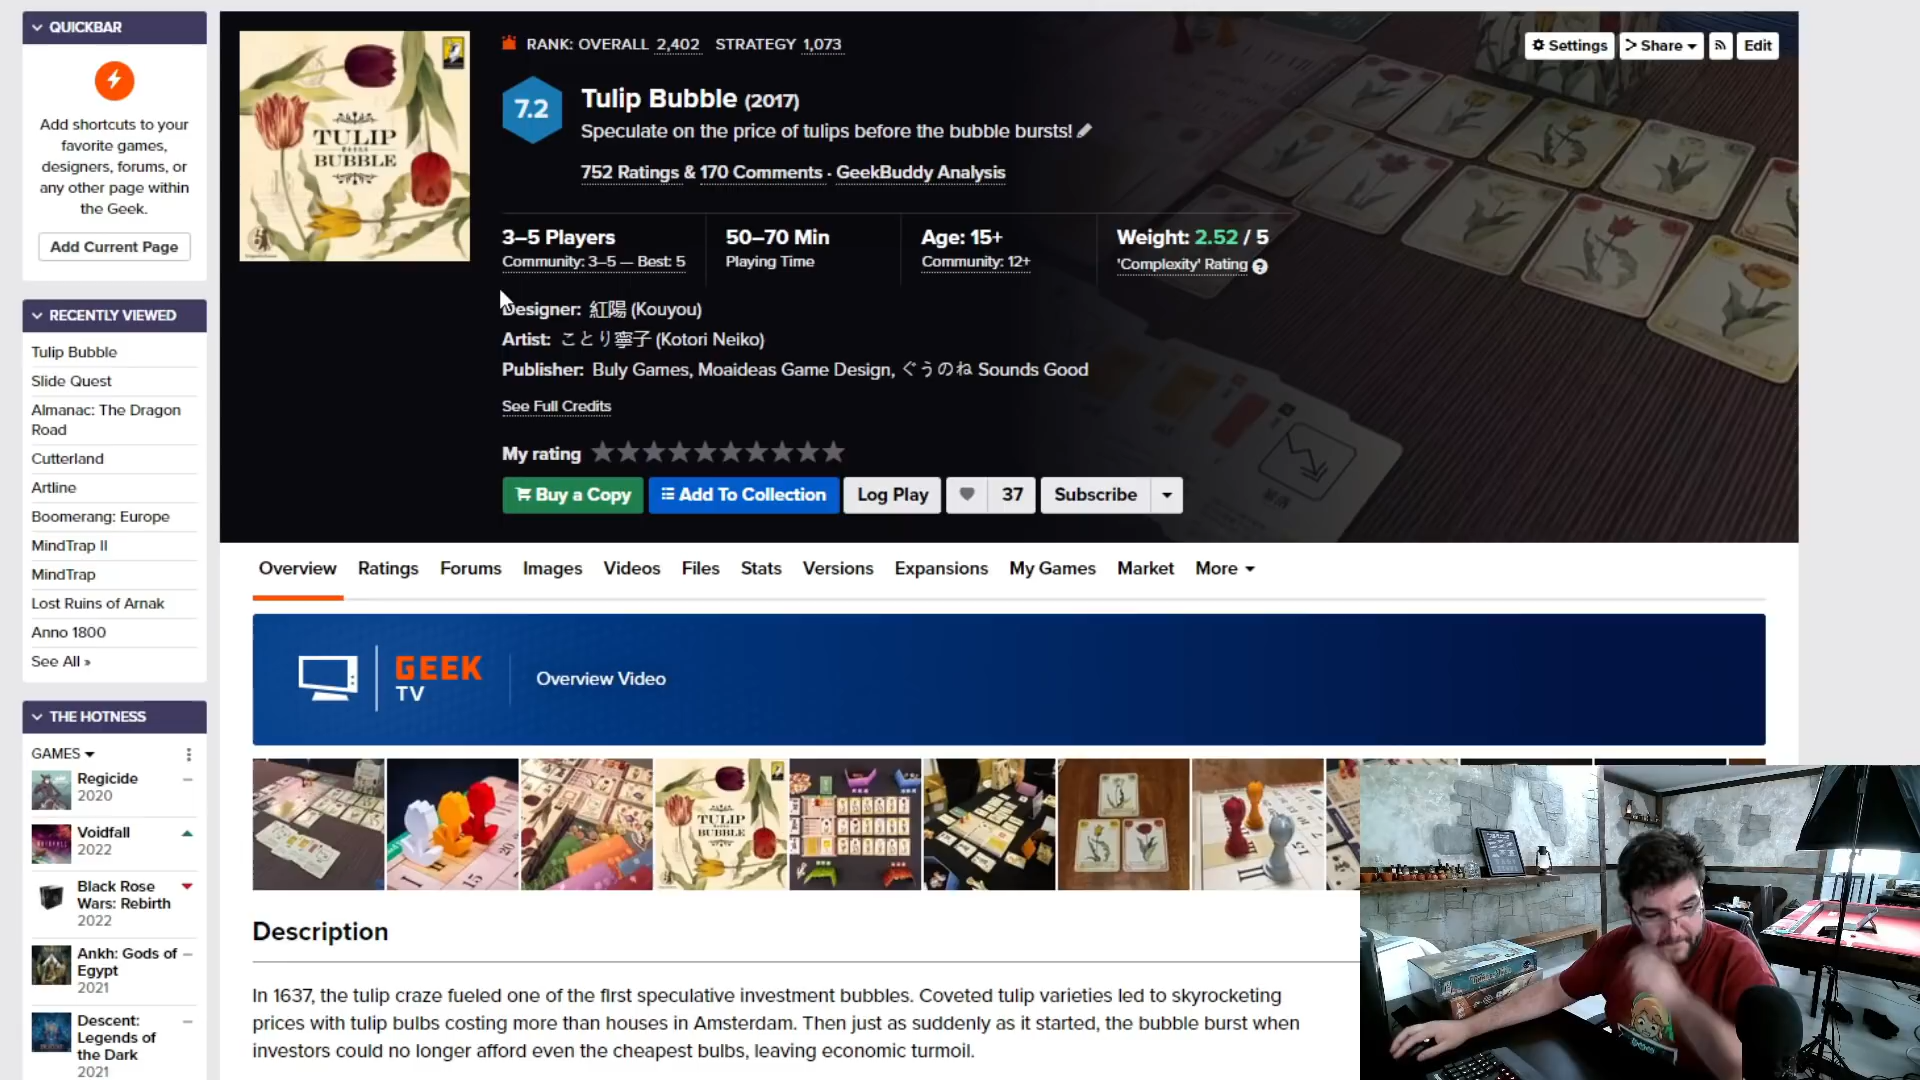 QUICKBAR
Add shortcuts to your
favorite games,
designers, forums, or
any other page within
the Geek.
Add Current Page
RECENTLY VIEWED
Tulip Bubble
Slide Quest
Almanac: The Dragon
Road
Cutterland
Artline
Boomerang: Europe
MindTrap II
MindTrap
Lost Ruins of Arnak
Anno 1800
See All »
THE HOTNESS
GAMES
Regicide
2020
Voidfall
2022
Black Rose
Wars: Rebirth
2022
Ankh: Gods of
Egypt
2021
Descent:
Legends of
the Dark
2021
TULIP
BUBBLE
RANK: OVERALL 2,402 STRATEGY 1,073
Settings
Share
Edit
7.2
Tulip Bubble (2017)
Speculate on the price of tulips before the bubble bursts!
752 Ratings & 170 Comments · GeekBuddy Analysis
3–5 Players
Community: 3–5 — Best: 5
50–70 Min
Playing Time
Age: 15+
Community: 12+
Weight: 2.52 / 5
'Complexity' Rating
Designer: 紅陽 (Kouyou)
Artist: ことり寧子 (Kotori Neiko)
Publisher: Buly Games, Moaideas Game Design, ぐうのね Sounds Good
See Full Credits
My rating
Buy a Copy
Add To Collection
Log Play
37
Subscribe
Overview Ratings Forums Images Videos Files Stats Versions Expansions My Games Market More
GEEK
TV
Overview Video
TULIP
BUBBLE
Description
In 1637, the tulip craze fueled one of the first speculative investment bubbles. Coveted tulip varieties led to skyrocketing
prices with tulip bulbs costing more than houses in Amsterdam. Then just as suddenly as it started, the bubble burst when
investors could no longer afford even the cheapest bulbs, leaving economic turmoil.